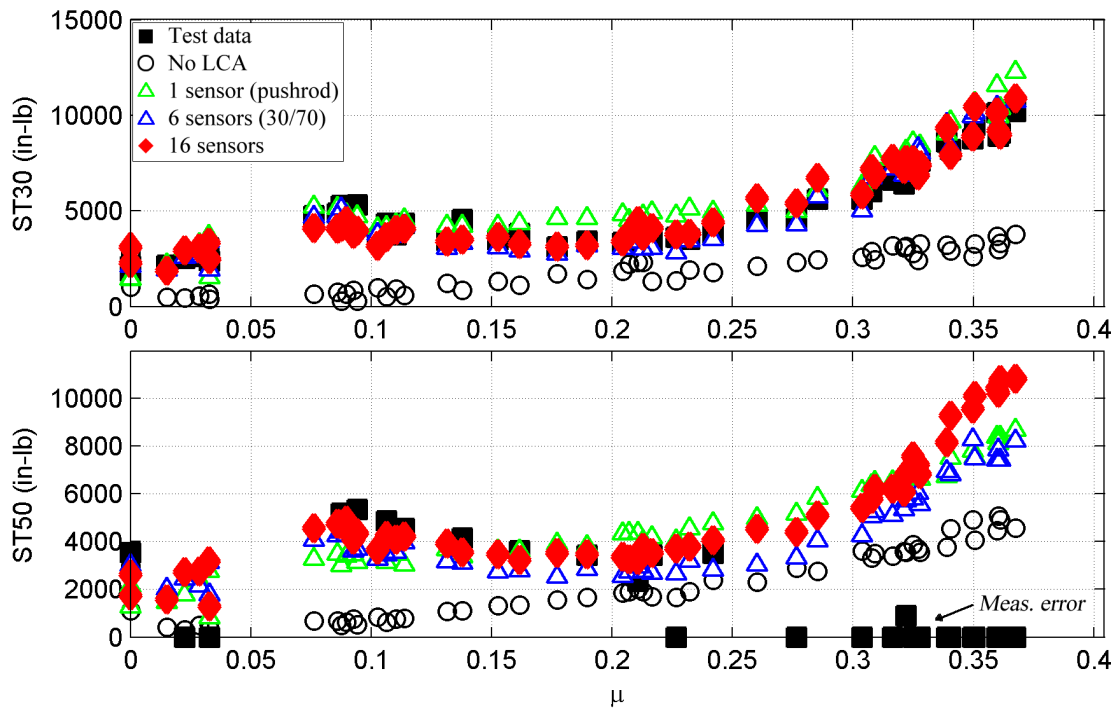 15000
10000
5000
0
ST30 (in-lb)
Test data
No LCA
1 sensor (pushrod)
6 sensors (30/70)
16 sensors
0 0.05 0.1 0.15 0.2 0.25 0.3 0.35 0.4
10000
8000
6000
4000
2000
0
ST50 (in-lb)
Meas. error
0 0.05 0.1 0.15 0.2 0.25 0.3 0.35 0.4
μ